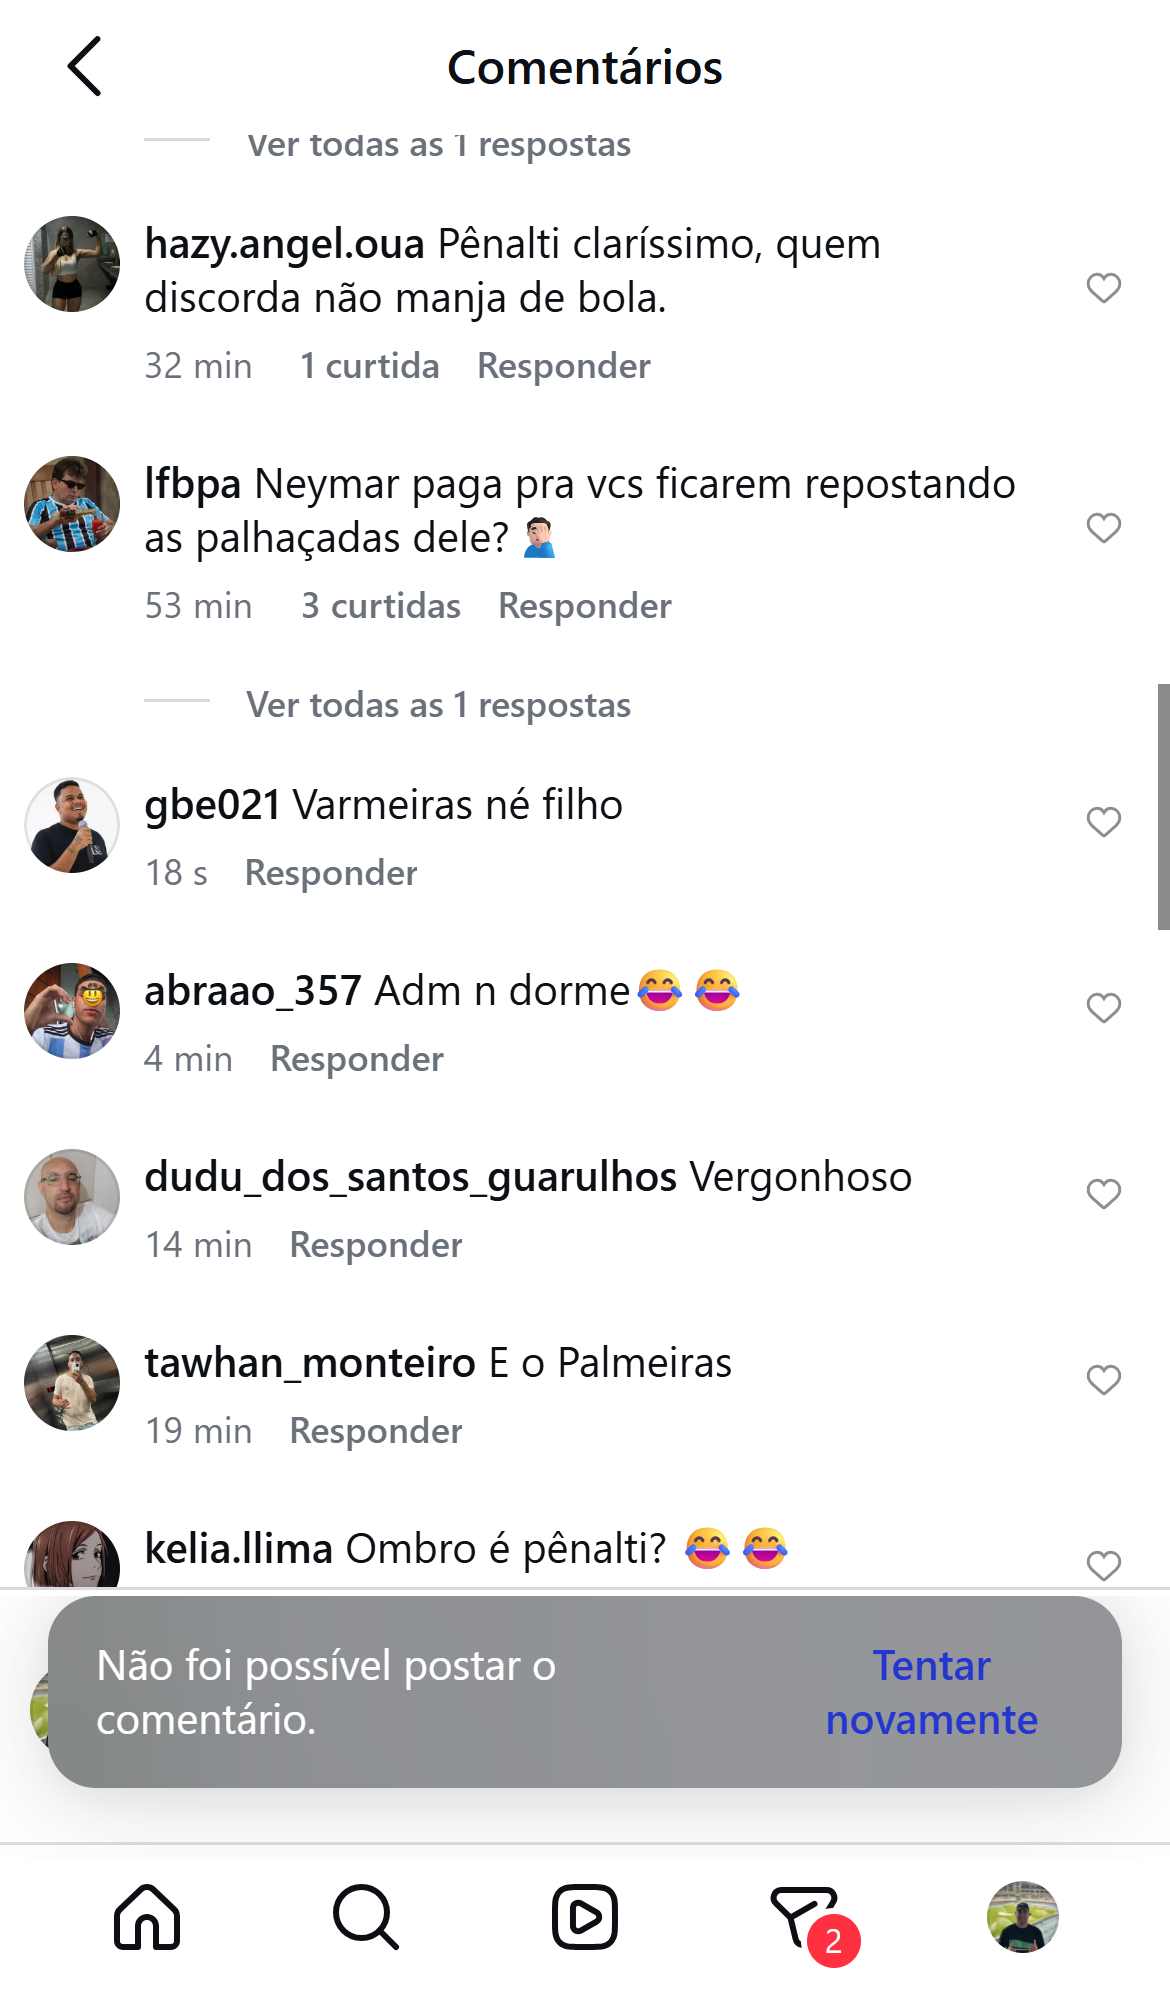 Comentários
Ver todas as 1 respostas
hazy.angel.oua Pênalti claríssimo, quem
discorda não manja de bola.
32 min 1 curtida Responder
lfbpa Neymar paga pra vcs ficarem repostando
as palhaçadas dele? 🤦🏻‍♂️
53 min 3 curtidas Responder
Ver todas as 1 respostas
gbe021 Varmeiras né filho
18 s Responder
abraao_357 Adm n dorme😂😂
4 min Responder
dudu_dos_santos_guarulhos Vergonhoso
14 min Responder
tawhan_monteiro E o Palmeiras
19 min Responder
kelia.llima Ombro é pênalti? 😂😂
Não foi possível postar o
comentário.
Tentar
novamente
2